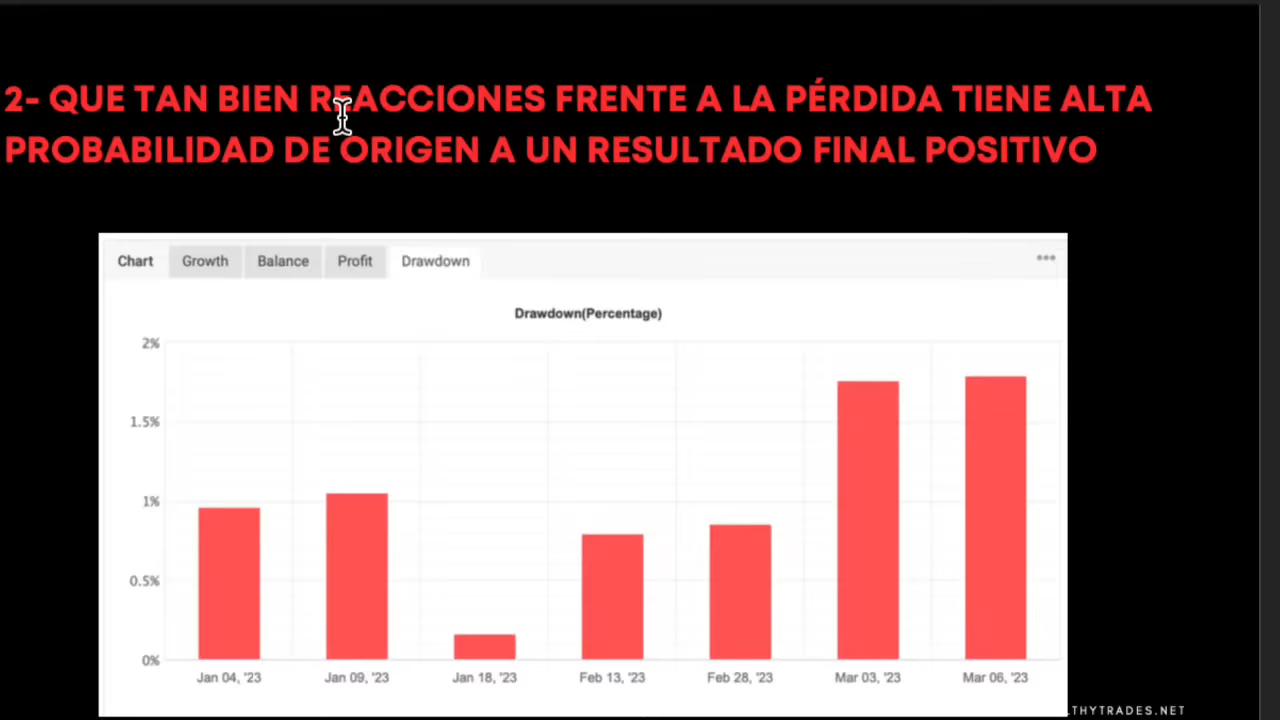 2- QUE TAN BIEN REACCIONES FRENTE A LA PÉRDIDA TIENE ALTA
PROBABILIDAD DE ORIGEN A UN RESULTADO FINAL POSITIVO
Chart Growth Balance Profit Drawdown
Drawdown(Percentage)
2%
1.5%
1%
0.5%
0%
Jan 04, '23 Jan 09, '23 Jan 18, '23 Feb 13, '23 Feb 28, '23 Mar 03, '23 Mar 06, '23
LTHYTRADES.NET